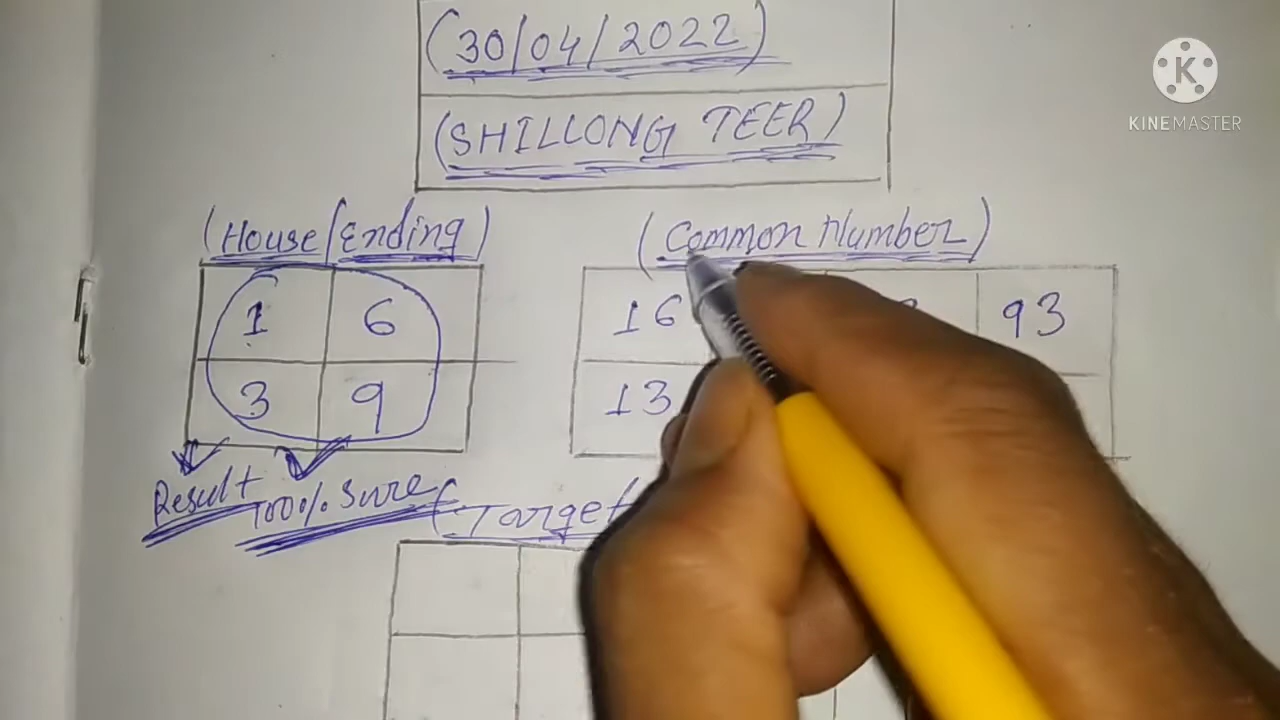 (30/04/2022)
(SHILLONG TEER)
(House/Ending)
(Common Number)
1 6
3 9
16 93
13
Result 100% Sure
(Target
KINEMASTER